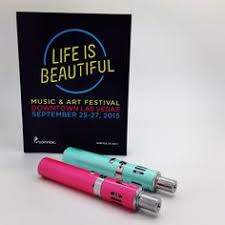 LIFE IS
BEAUTIFUL
MUSIC & ART FESTIVAL
DOWNTOWN LAS VEGAS
SEPTEMBER 25-27, 2015